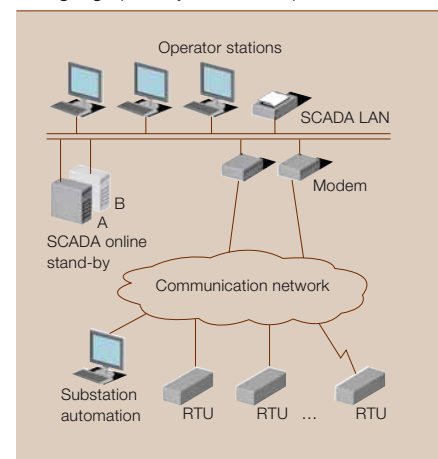 Operator stations
SCADA LAN
Modem
B
A
SCADA online
stand-by
Communication network
Substation
automation
RTU
RTU
...
RTU